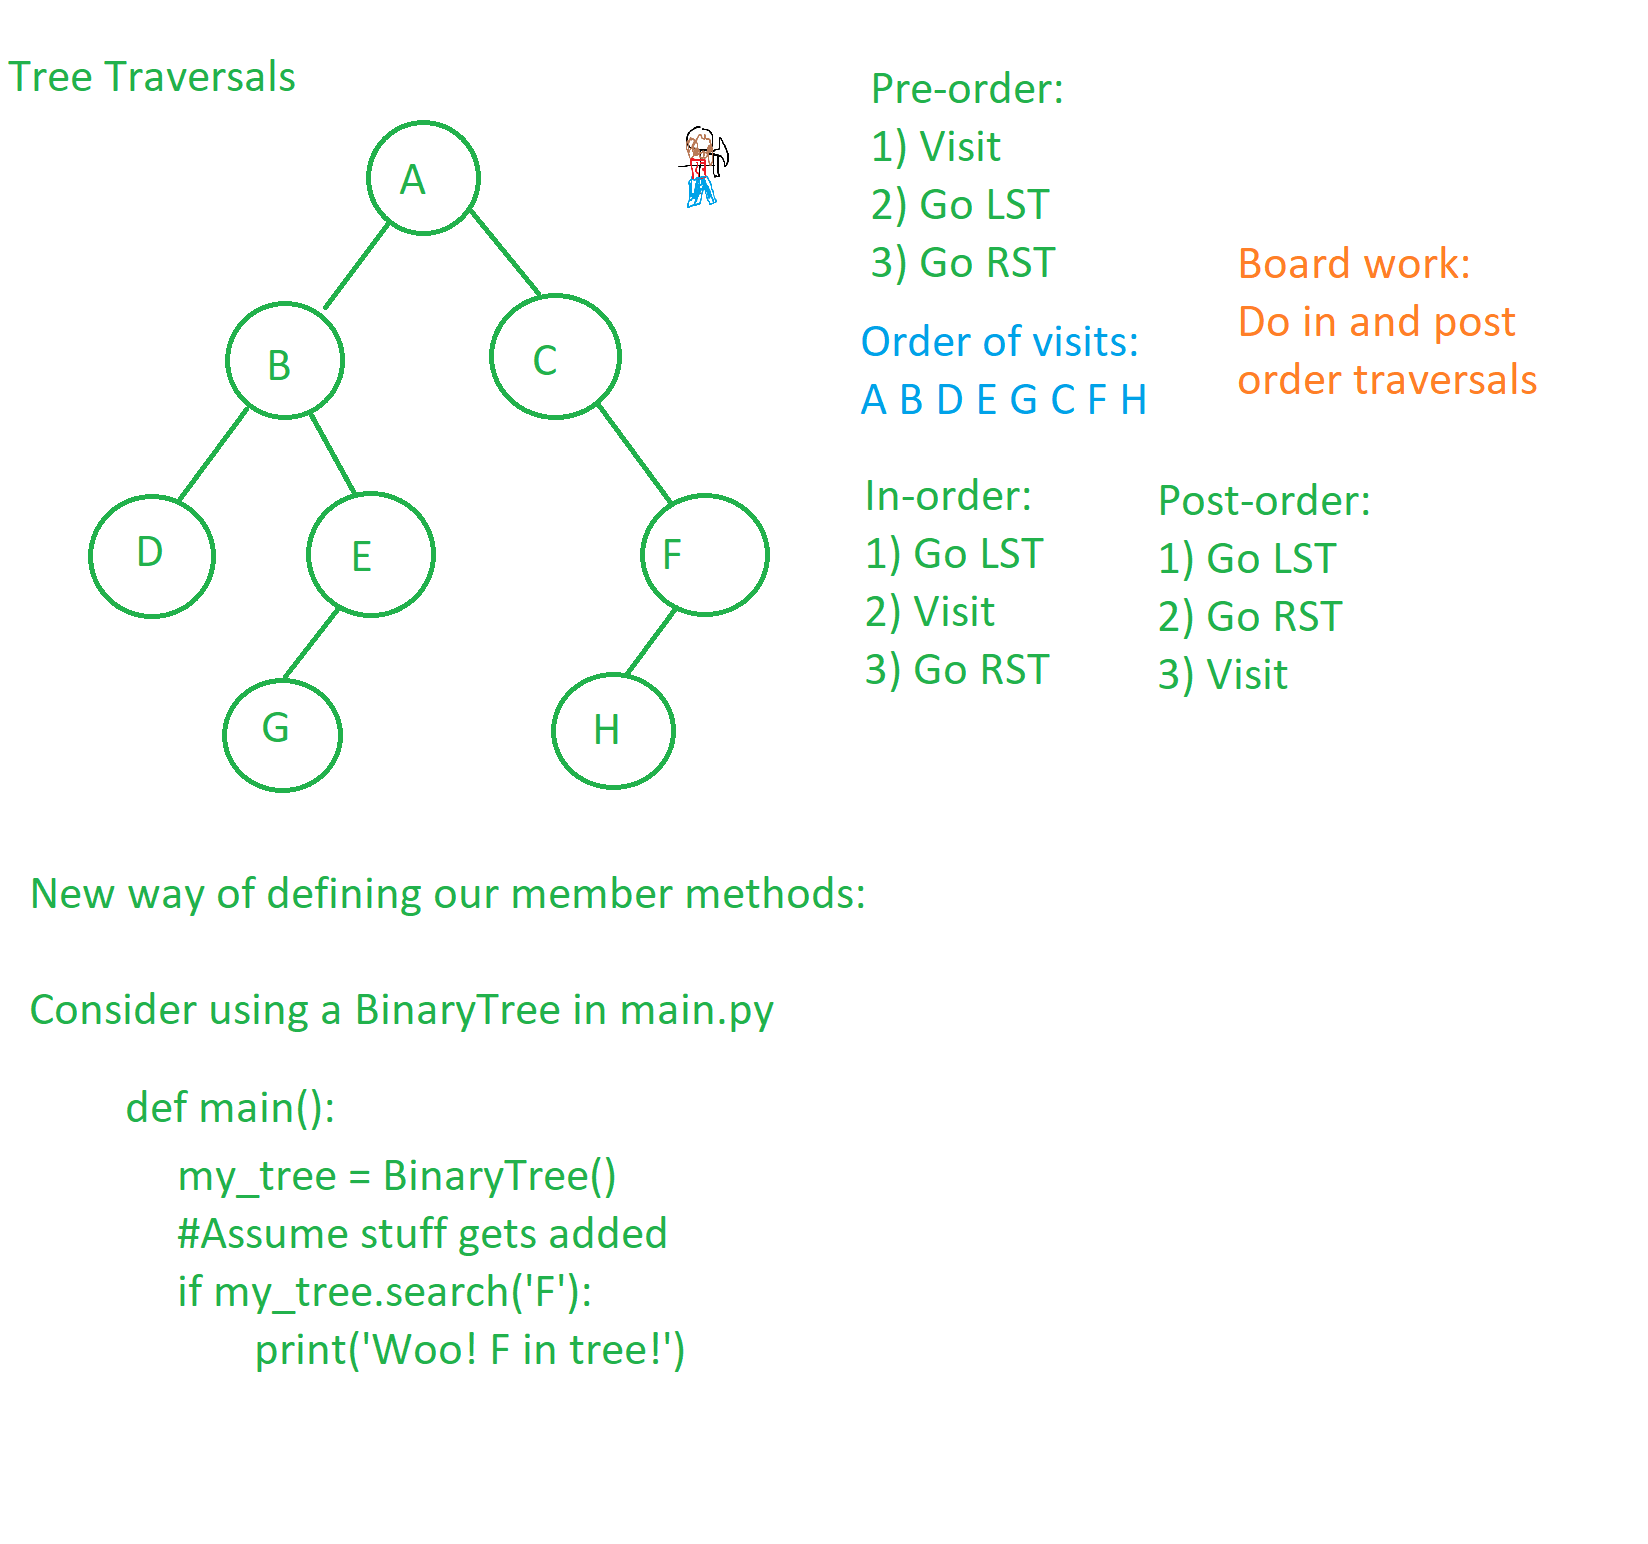 Tree Traversals
A
B
C
D
E
F
G
H
Pre-order:
1) Visit
2) Go LST
3) Go RST
Order of visits:
A B D E G C F H
Board work:
Do in and post
order traversals
In-order:
1) Go LST
2) Visit
3) Go RST
Post-order:
1) Go LST
2) Go RST
3) Visit
New way of defining our member methods:
Consider using a BinaryTree in main.py
def main():
my_tree = BinaryTree()
#Assume stuff gets added
if my_tree.search('F'):
print('Woo! F in tree!')